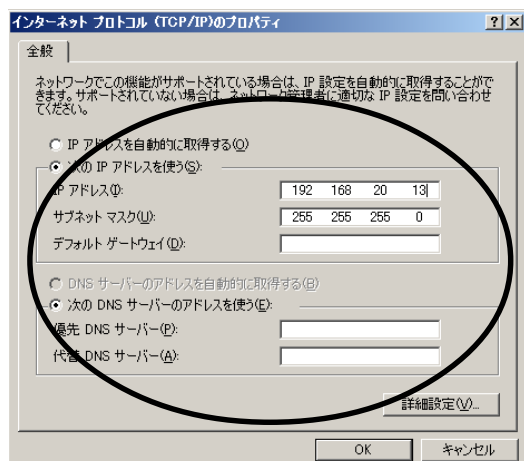 インターネット プロトコル (TCP/IP)のプロパティ
全般
ネットワークでこの機能がサポートされている場合は、IP 設定を自動的に取得することがで
きます。サポートされていない場合は、ネットワーク管理者に適切な IP 設定を問い合わせ
てください。
IP アドレスを自動的に取得する(O)
次の IP アドレスを使う(S):
IP アドレス(I): 192 168 20 13
サブネット マスク(U): 255 255 255 0
デフォルト ゲートウェイ(D):
DNS サーバーのアドレスを自動的に取得する(B)
次の DNS サーバーのアドレスを使う(E):
優先 DNS サーバー(P):
代替 DNS サーバー(A):
詳細設定(V)...
OK キャンセル